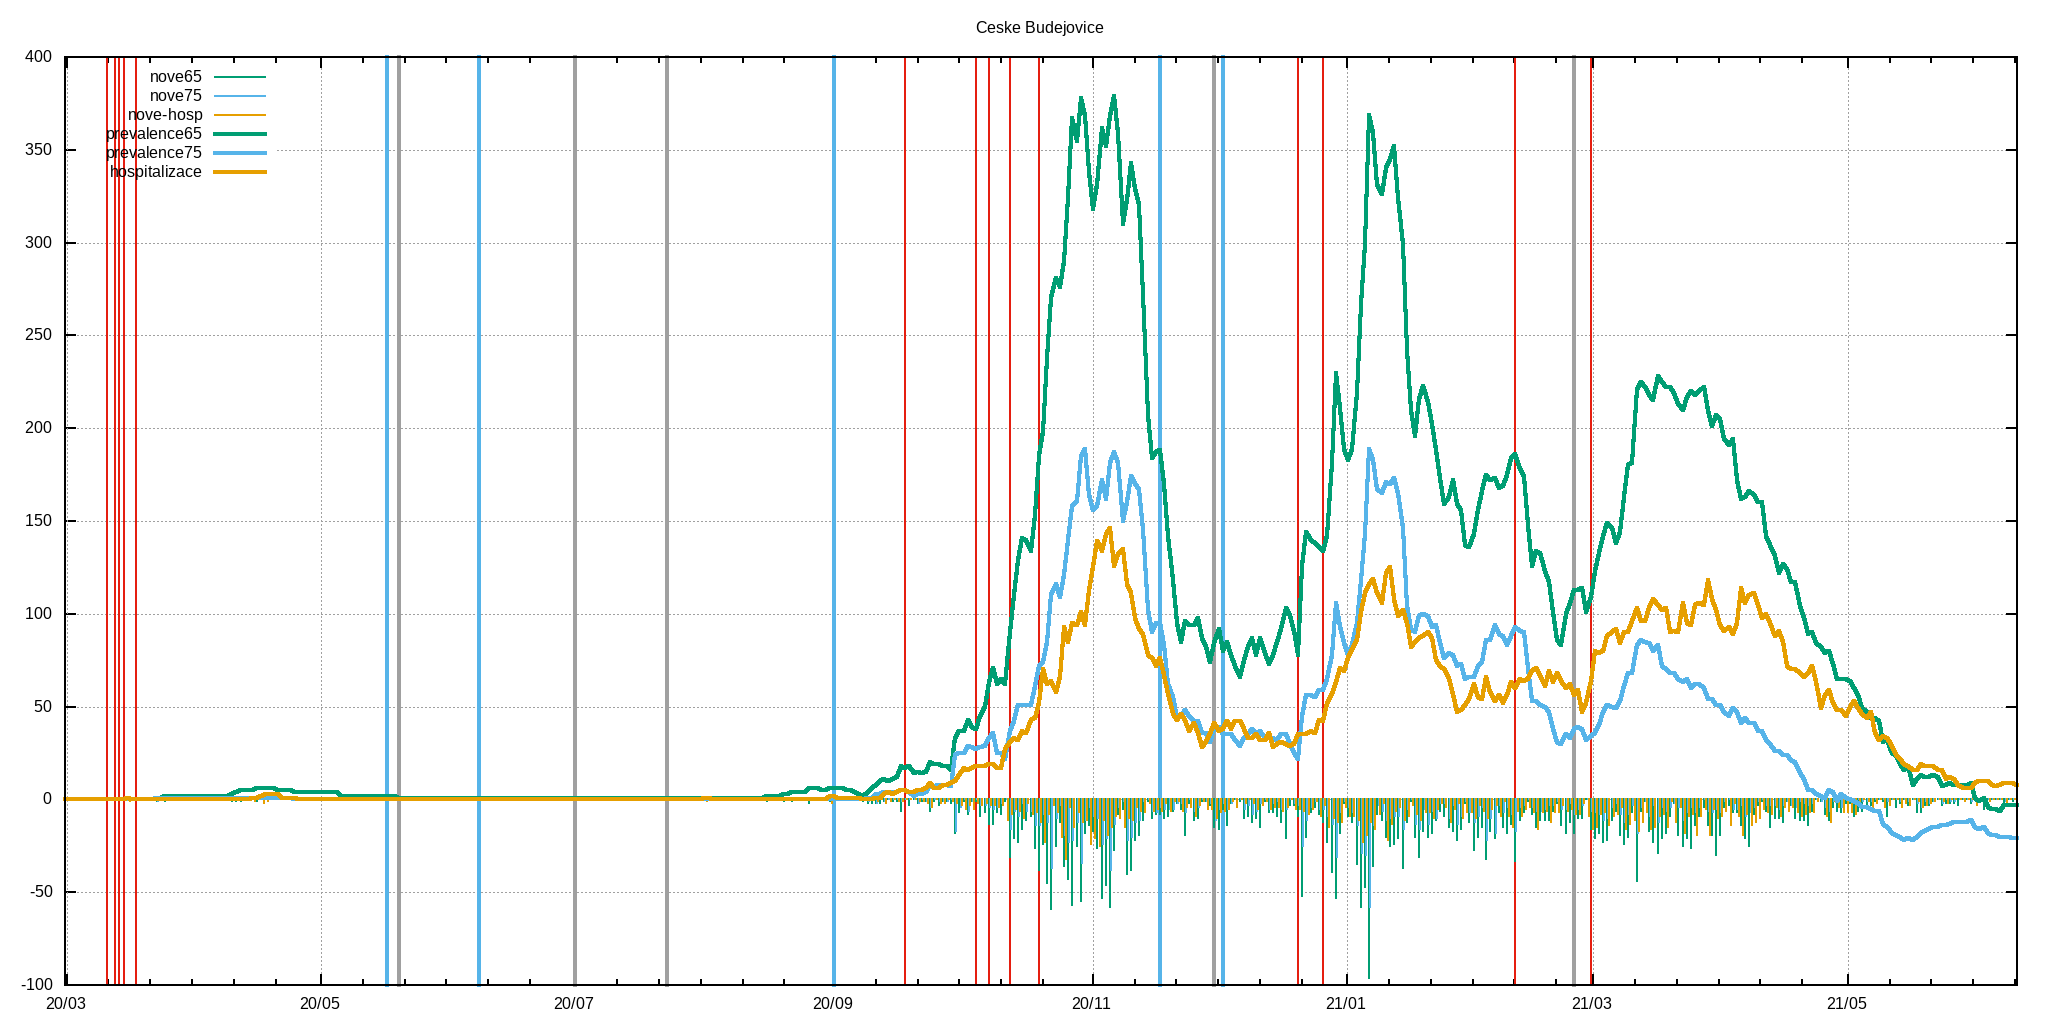 Ceske Budejovice
400
350
300
250
200
150
100
50
0
-50
-100
nove65
nove75
nove-hosp
prevalence65
prevalence75
hospitalizace
20/03 20/05 20/07 20/09 20/11 21/01 21/03 21/05